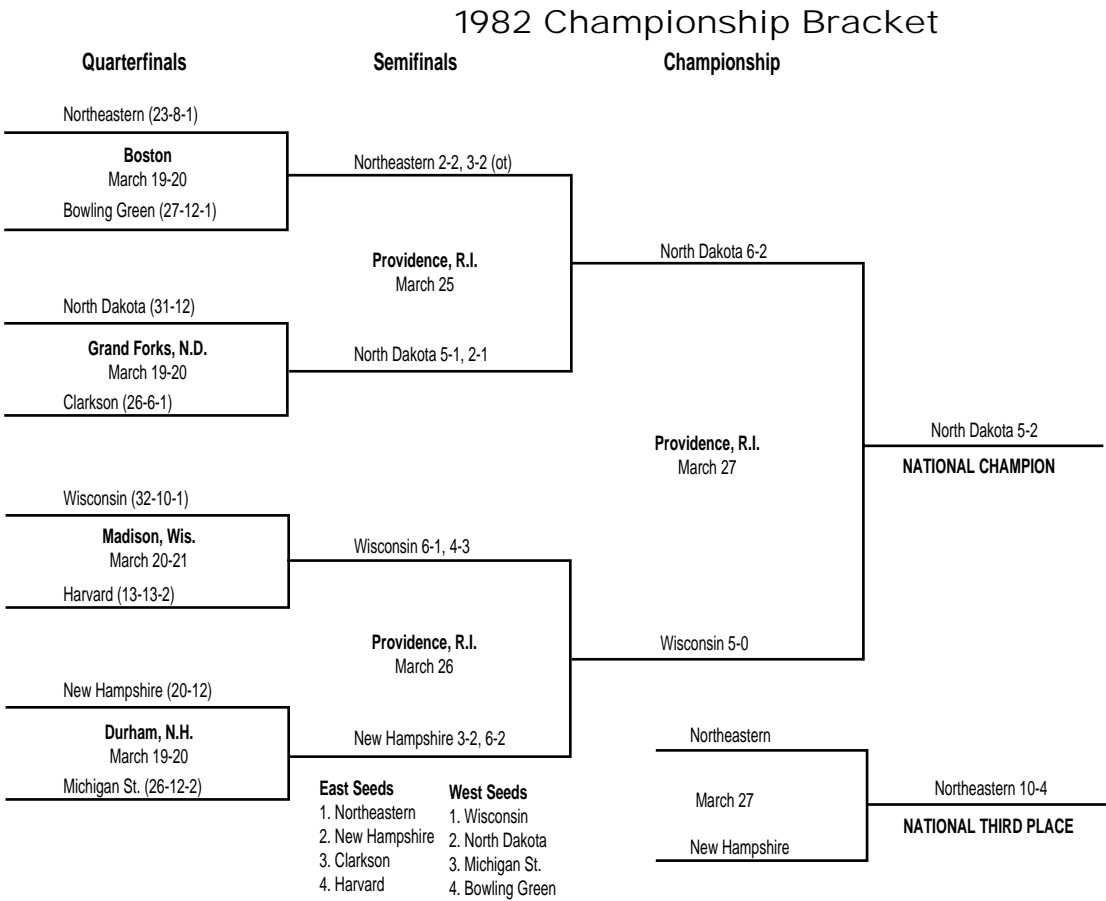 1982 Championship Bracket
Quarterfinals
Semifinals
Championship
Northeastern (23-8-1)
Boston
March 19-20
Bowling Green (27-12-1)
North Dakota (31-12)
Grand Forks, N.D.
March 19-20
Clarkson (26-6-1)
Wisconsin (32-10-1)
Madison, Wis.
March 20-21
Harvard (13-13-2)
New Hampshire (20-12)
Durham, N.H.
March 19-20
Michigan St. (26-12-2)
Northeastern 2-2, 3-2 (ot)
Providence, R.I.
March 25
North Dakota 5-1, 2-1
Wisconsin 6-1, 4-3
Providence, R.I.
March 26
New Hampshire 3-2, 6-2
North Dakota 6-2
Providence, R.I.
March 27
Wisconsin 5-0
North Dakota 5-2
NATIONAL CHAMPION
Northeastern
March 27
New Hampshire
Northeastern 10-4
NATIONAL THIRD PLACE
East Seeds
1. Northeastern
2. New Hampshire
3. Clarkson
4. Harvard
West Seeds
1. Wisconsin
2. North Dakota
3. Michigan St.
4. Bowling Green